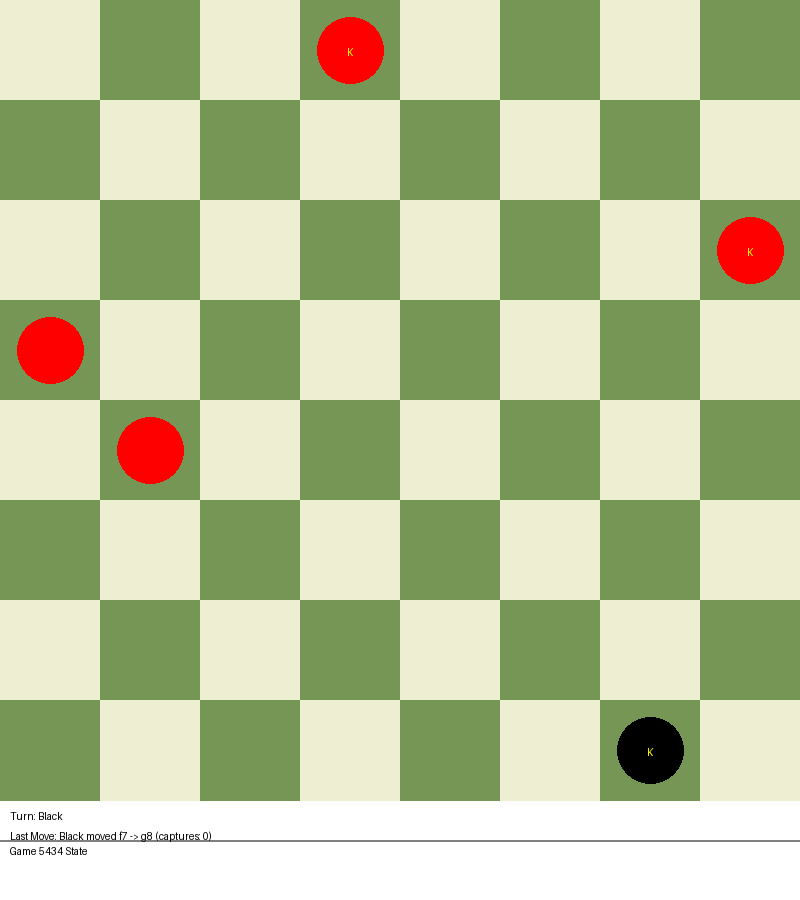 K
K
K
Turn: Black
Last Move: Black moved f7 -> g8 (captures: 0)
Game 5434 State